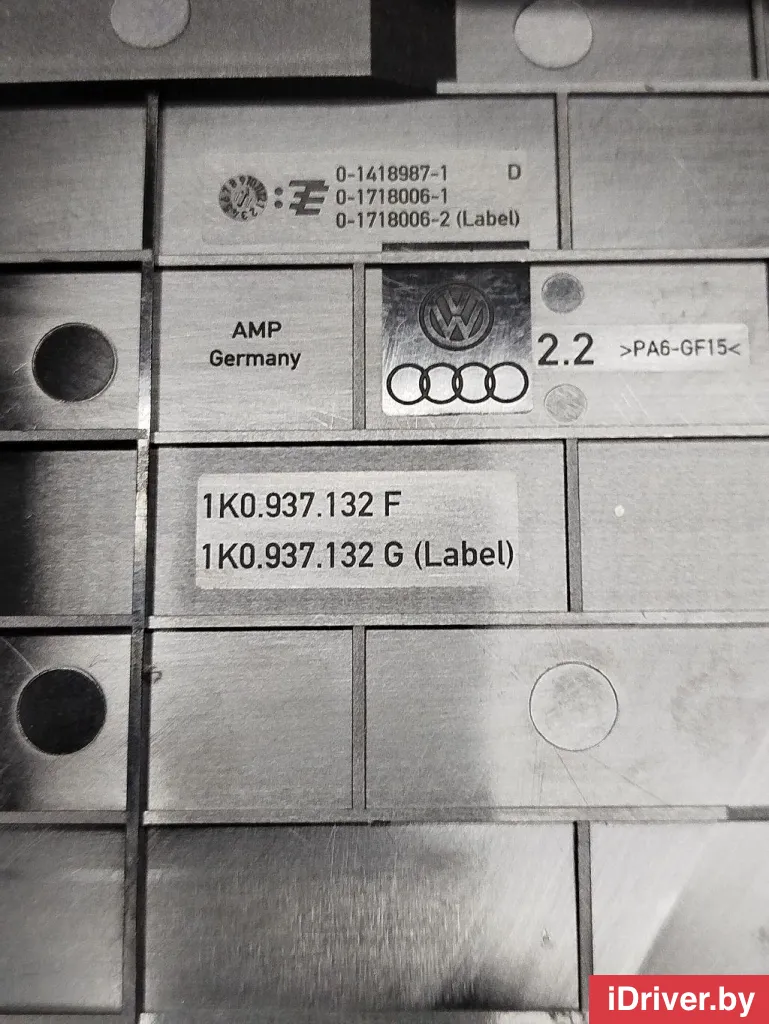 0-1418987-1 D
0-1718006-1
0-1718006-2 (Label)
AMP
Germany
2.2 >PA6-GF15<
1K0.937.132 F
1K0.937.132 G (Label)
iDriver.by